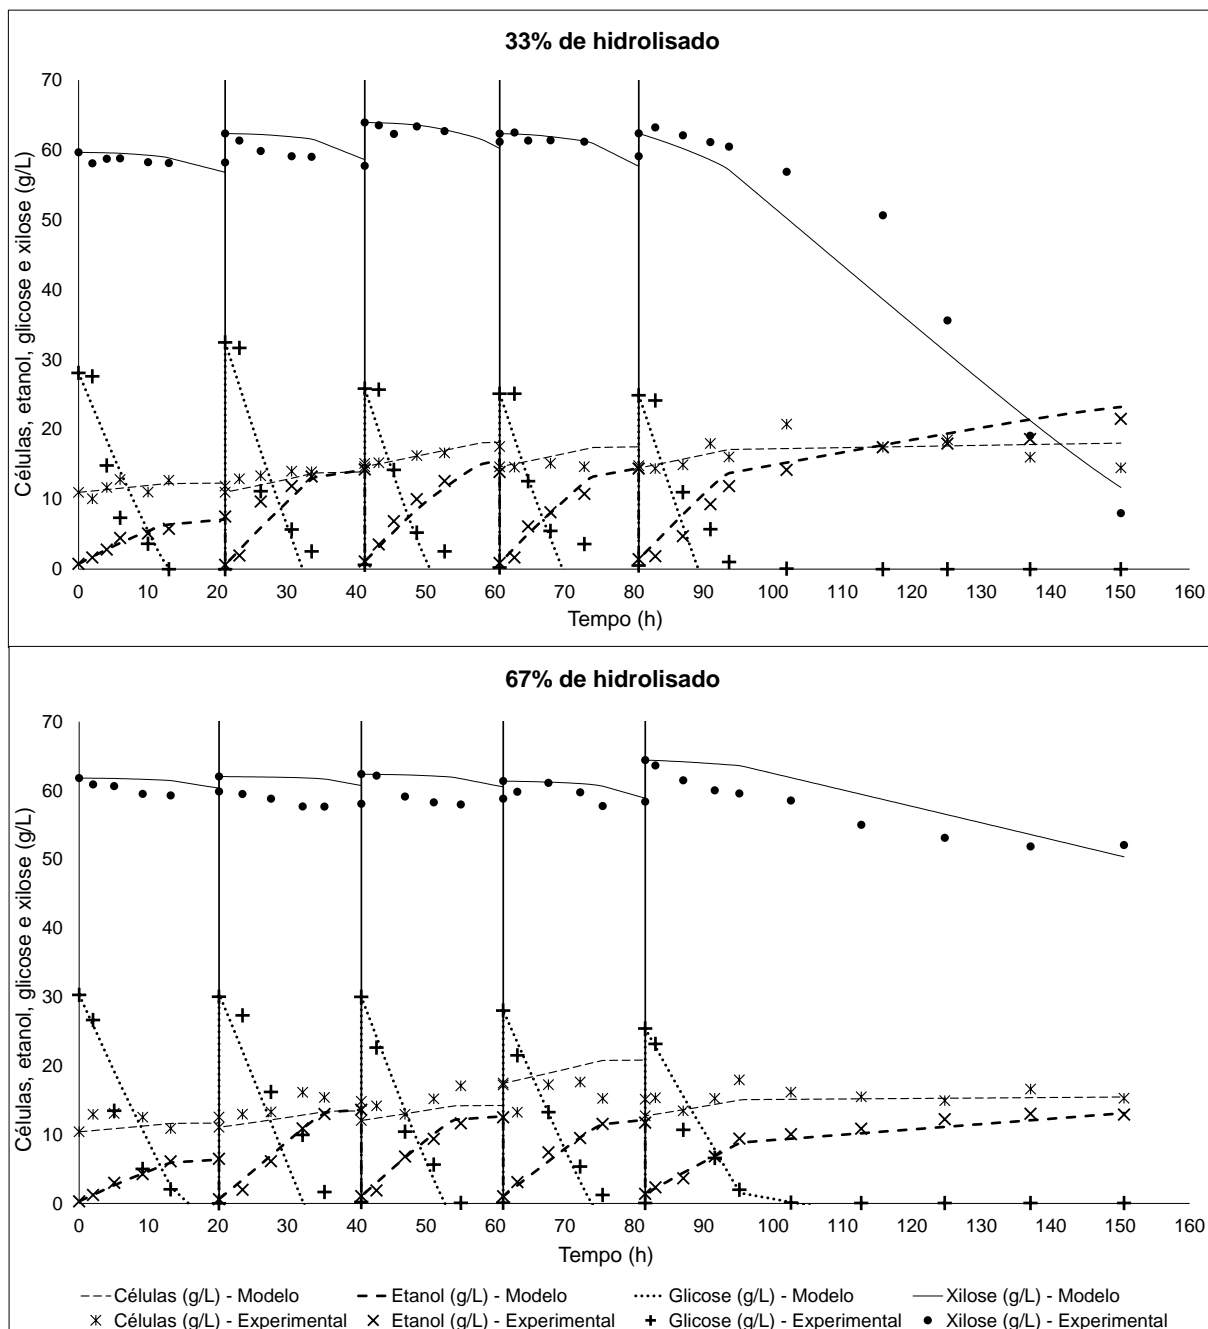 33% de hidrolisado
Células, etanol, glicose e xilose (g/L)
70
60
50
40
30
20
10
0
0 10 20 30 40 50 60 70 80 90 100 110 120 130 140 150 160
Tempo (h)
67% de hidrolisado
Células, etanol, glicose e xilose (g/L)
70
60
50
40
30
20
10
0
0 10 20 30 40 50 60 70 80 90 100 110 120 130 140 150 160
Tempo (h)
Células (g/L) - Modelo Etanol (g/L) - Modelo Glicose (g/L) - Modelo Xilose (g/L) - Modelo
Células (g/L) - Experimental Etanol (g/L) - Experimental Glicose (g/L) - Experimental Xilose (g/L) - Experimental